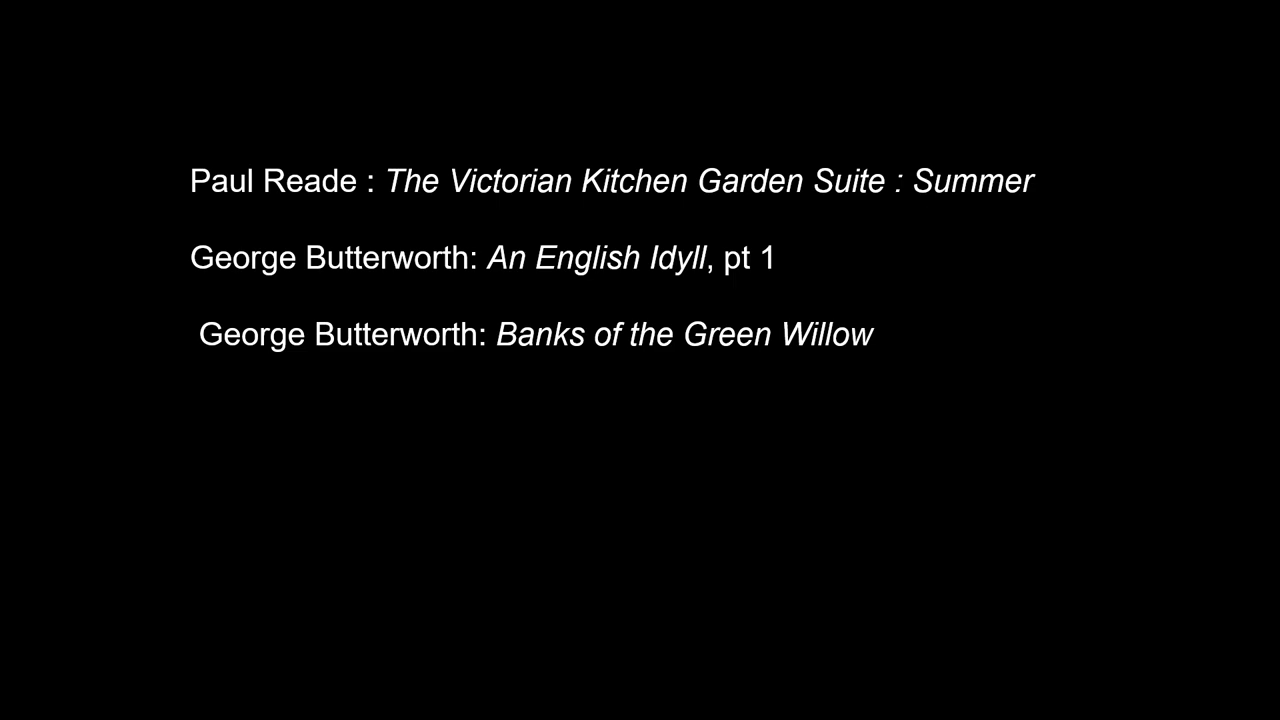 Paul Reade : The Victorian Kitchen Garden Suite : Summer
George Butterworth: An English Idyll, pt 1
George Butterworth: Banks of the Green Willow